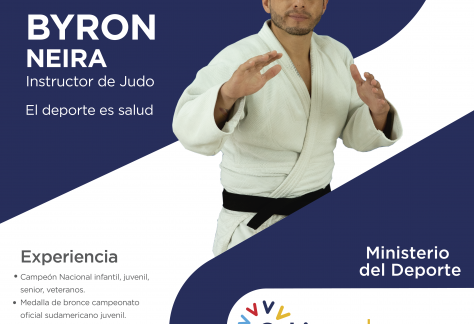 BYRON
NEIRA
Instructor de Judo
El deporte es salud
Experiencia
• Campeón Nacional infantil, juvenil,
senior, veteranos.
• Medalla de bronce campeonato
oficial sudamericano juvenil.
Ministerio
del Deporte